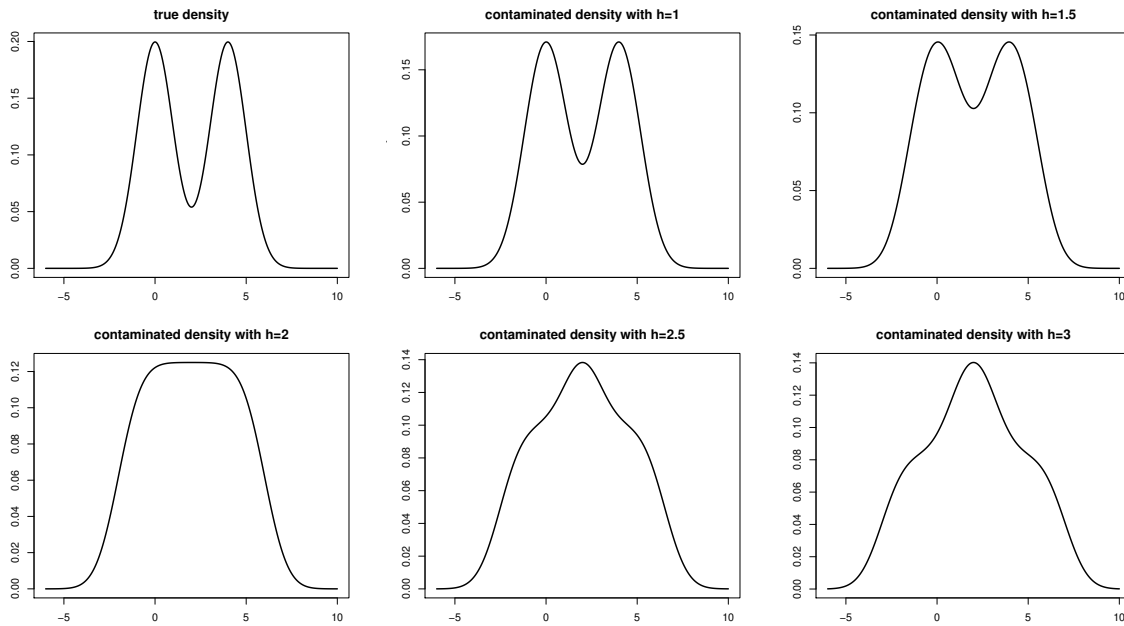 true density
0.00 0.05 0.10 0.15 0.20
−5 0 5 10
contaminated density with h=1
0.00 0.05 0.10 0.15
−5 0 5 10
contaminated density with h=1.5
0.00 0.05 0.10 0.15
−5 0 5 10
contaminated density with h=2
0.00 0.02 0.04 0.06 0.08 0.10 0.12
−5 0 5 10
contaminated density with h=2.5
0.00 0.02 0.04 0.06 0.08 0.10 0.12 0.14
−5 0 5 10
contaminated density with h=3
0.00 0.02 0.04 0.06 0.08 0.10 0.12 0.14
−5 0 5 10